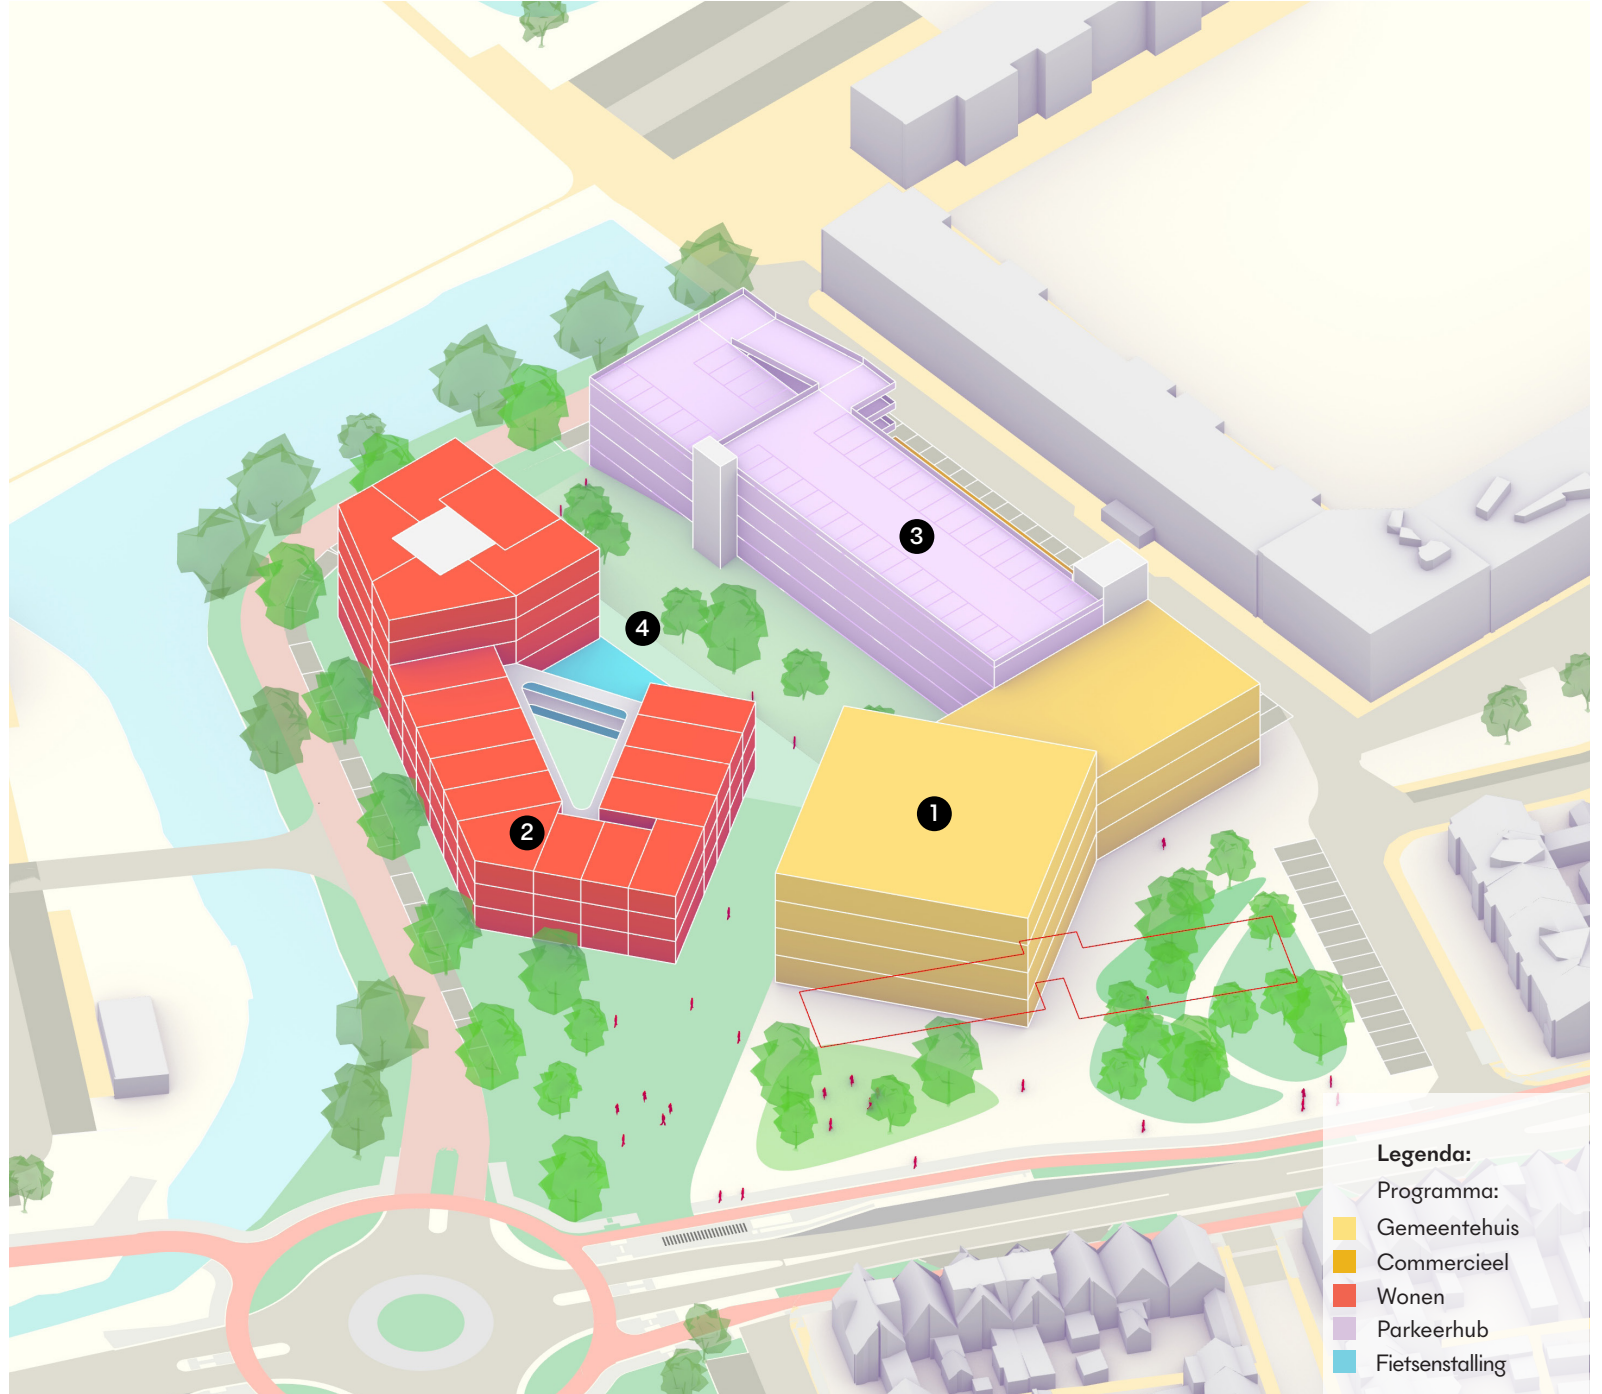 3
4
1
2
Legenda:
Programma:
Gemeentehuis
Commercieel
Wonen
Parkeerhub
Fietsenstalling